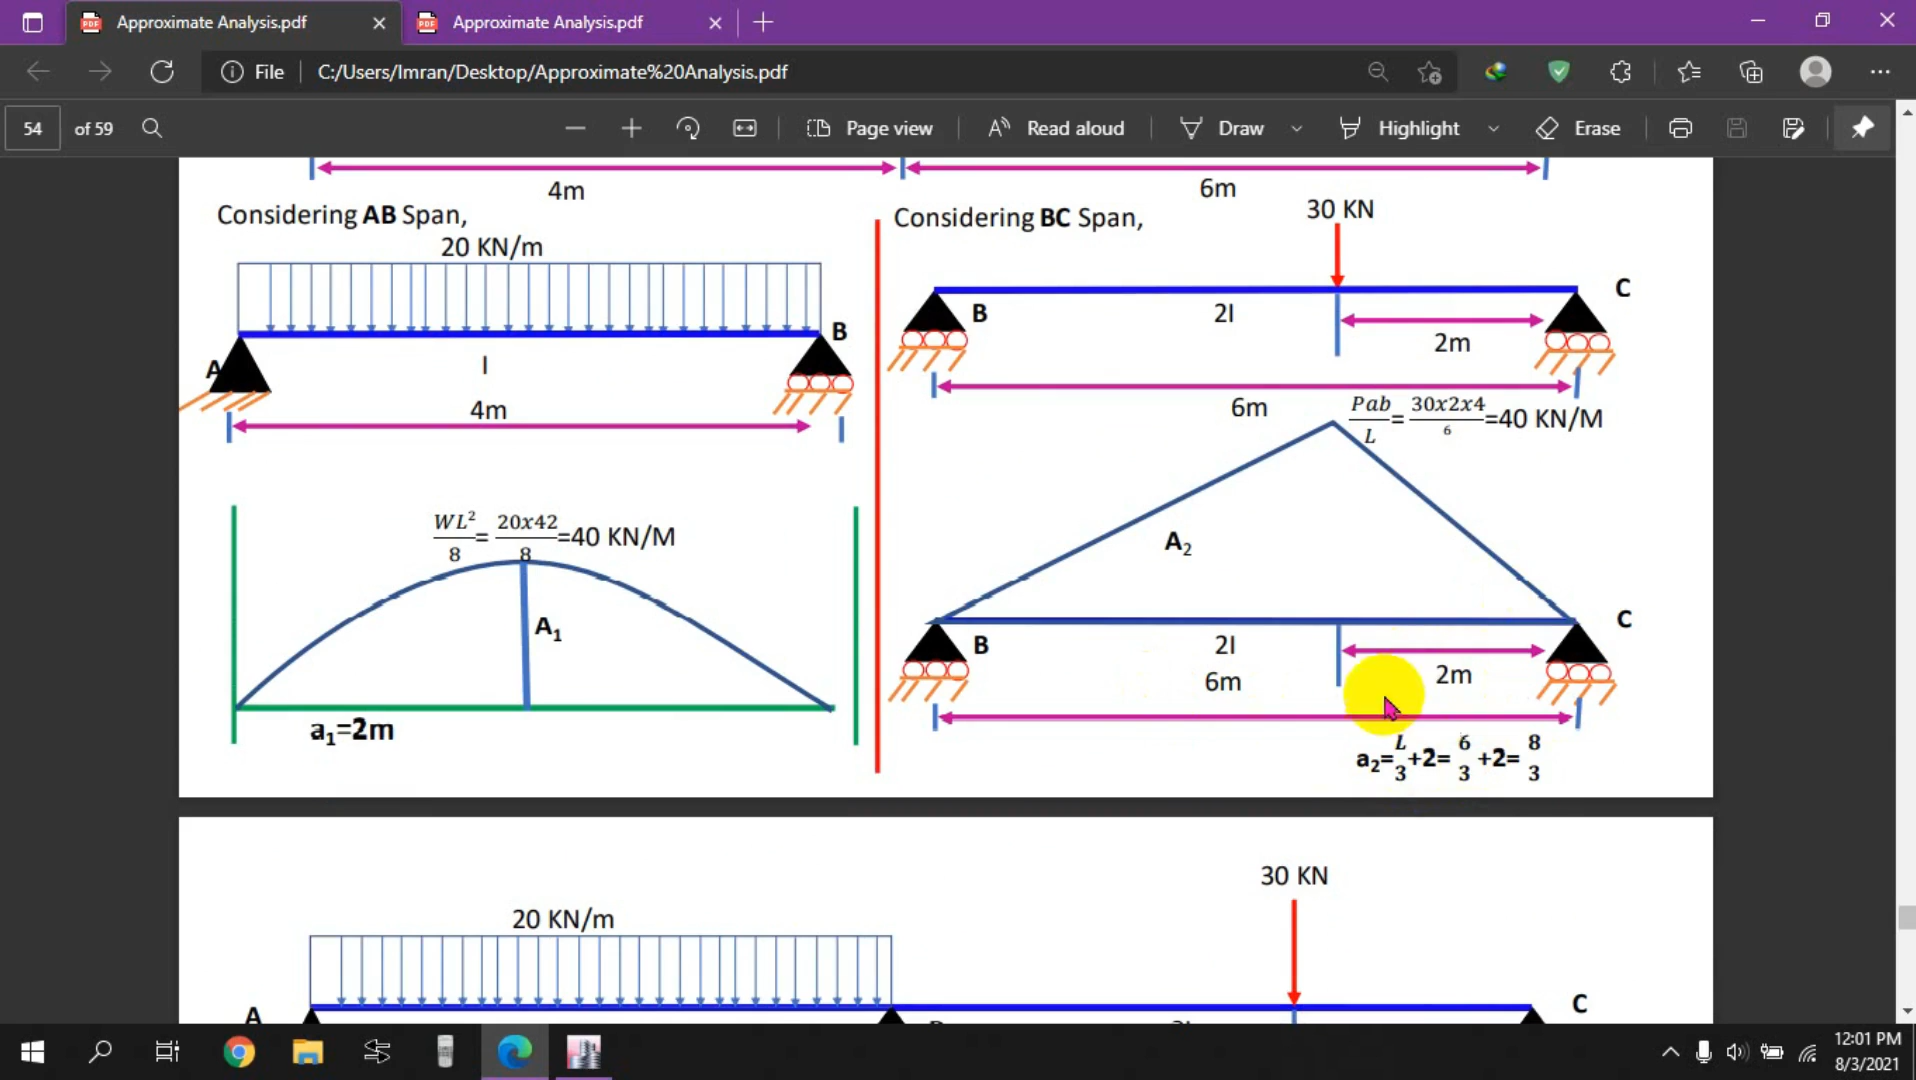 Approximate Analysis.pdf
Approximate Analysis.pdf
File
C:/Users/Imran/Desktop/Approximate%20Analysis.pdf
54 of 59
Page view
Read aloud
Draw
Highlight
Erase
4m
6m
Considering AB Span,
20 KN/m
A
B
I
4m
WL²/8= 20x42/8=40 KN/M
A₁
a₁=2m
Considering BC Span,
30 KN
B
C
2I
2m
6m
Pab/L= 30x2x4/6=40 KN/M
A₂
B
C
2I
2m
6m
a₂=L/3+2= 6/3 +2= 8/3
20 KN/m
30 KN
A
C
12:01 PM
8/3/2021